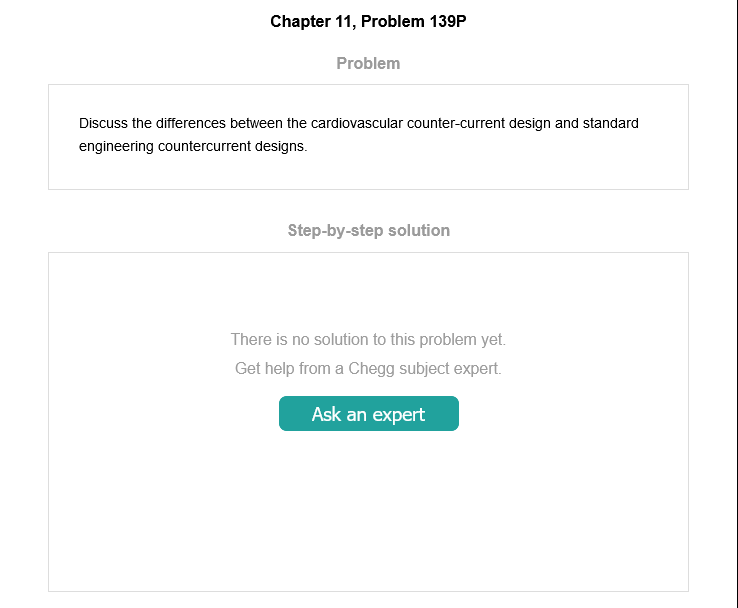 Chapter 11, Problem 139P
Problem
Discuss the differences between the cardiovascular counter-current design and standard
engineering countercurrent designs.
Step-by-step solution
There is no solution to this problem yet.
Get help from a Chegg subject expert.
Ask an expert